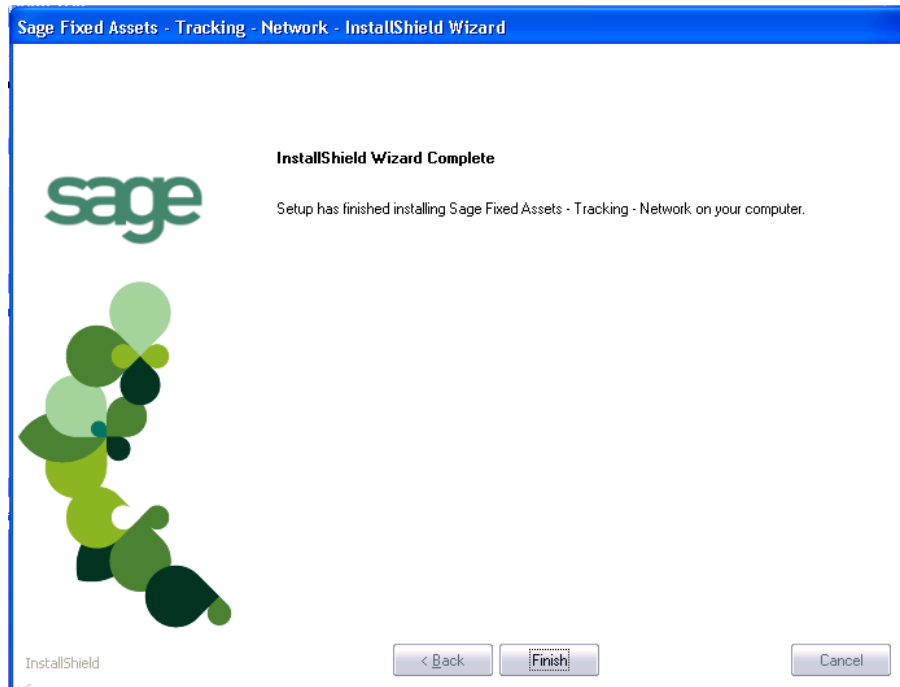 Sage Fixed Assets - Tracking - Network - InstallShield Wizard
InstallShield Wizard Complete
sage
Setup has finished installing Sage Fixed Assets - Tracking - Network on your computer.
InstallShield
< Back
Finish
Cancel